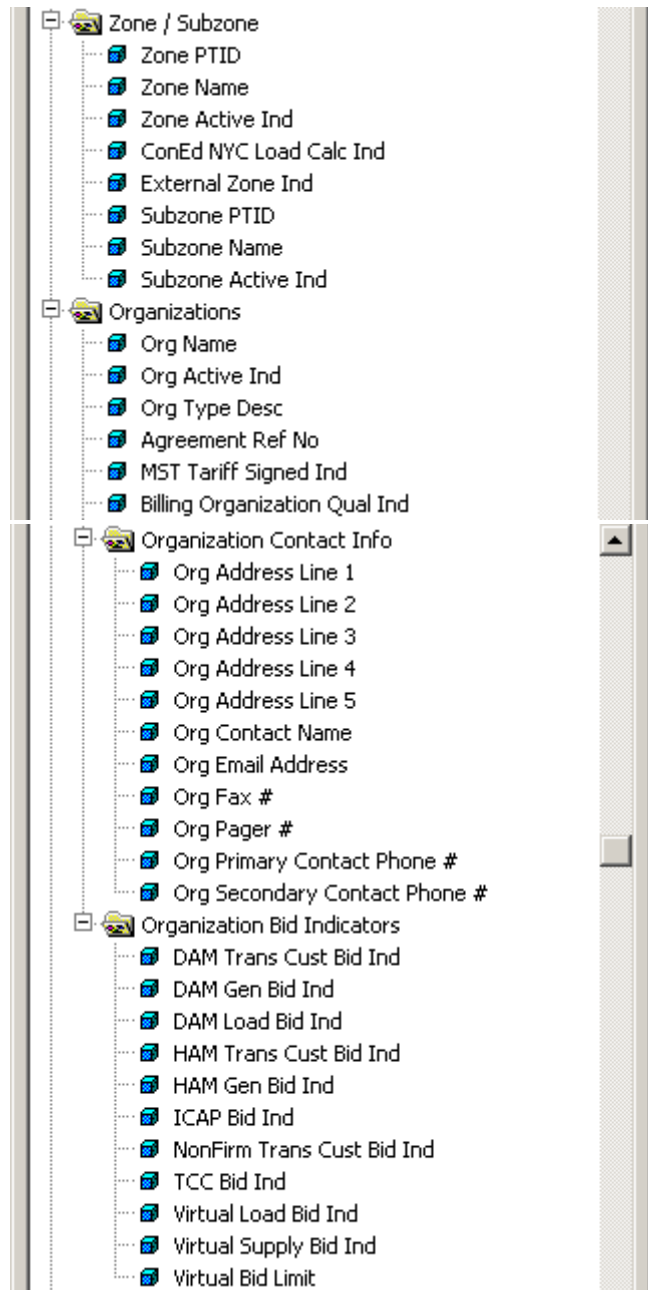 Zone / Subzone
Zone PTID
Zone Name
Zone Active Ind
ConEd NYC Load Calc Ind
External Zone Ind
Subzone PTID
Subzone Name
Subzone Active Ind
Organizations
Org Name
Org Active Ind
Org Type Desc
Agreement Ref No
MST Tariff Signed Ind
Billing Organization Qual Ind
Organization Contact Info
Org Address Line 1
Org Address Line 2
Org Address Line 3
Org Address Line 4
Org Address Line 5
Org Contact Name
Org Email Address
Org Fax #
Org Pager #
Org Primary Contact Phone #
Org Secondary Contact Phone #
Organization Bid Indicators
DAM Trans Cust Bid Ind
DAM Gen Bid Ind
DAM Load Bid Ind
HAM Trans Cust Bid Ind
HAM Gen Bid Ind
ICAP Bid Ind
NonFirm Trans Cust Bid Ind
TCC Bid Ind
Virtual Load Bid Ind
Virtual Supply Bid Ind
Virtual Bid Limit